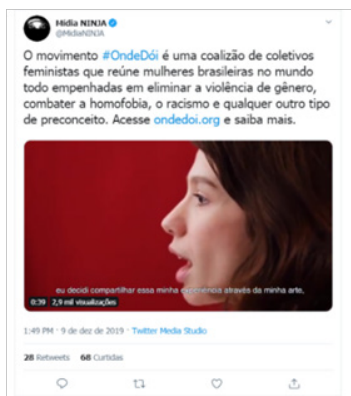 Mídia NINJA
@MidiaNINJA
O movimento #OndeDói é uma coalizão de coletivos
feministas que reúne mulheres brasileiras no mundo
todo empenhadas em eliminar a violência de gênero,
combater a homofobia, o racismo e qualquer outro tipo
de preconceito. Acesse ondedoi.org e saiba mais.
eu decidi compartilhar essa minha experiência através da minha arte,
0:39 2,9 mil visualizações
1:49 PM · 9 de dez de 2019 · Twitter Media Studio
28 Retweets 68 Curtidas